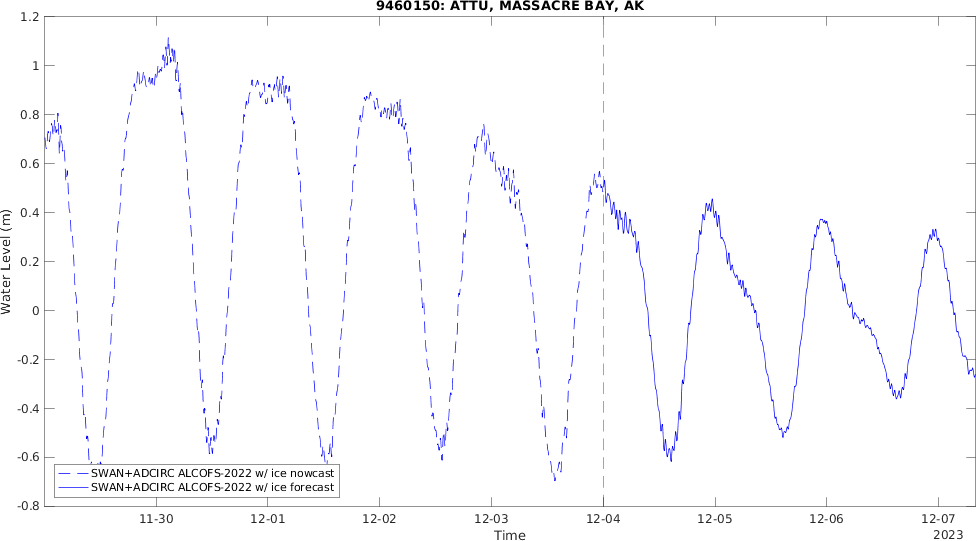 9460150: ATTU, MASSACRE BAY, AK
1.2
1
0.8
0.6
0.4
0.2
0
-0.2
-0.4
-0.6
-0.8
Water Level (m)
SWAN+ADCIRC ALCOFS-2022 w/ ice nowcast
SWAN+ADCIRC ALCOFS-2022 w/ ice forecast
11-30 12-01 12-02 12-03 12-04 12-05 12-06 12-07
Time 2023